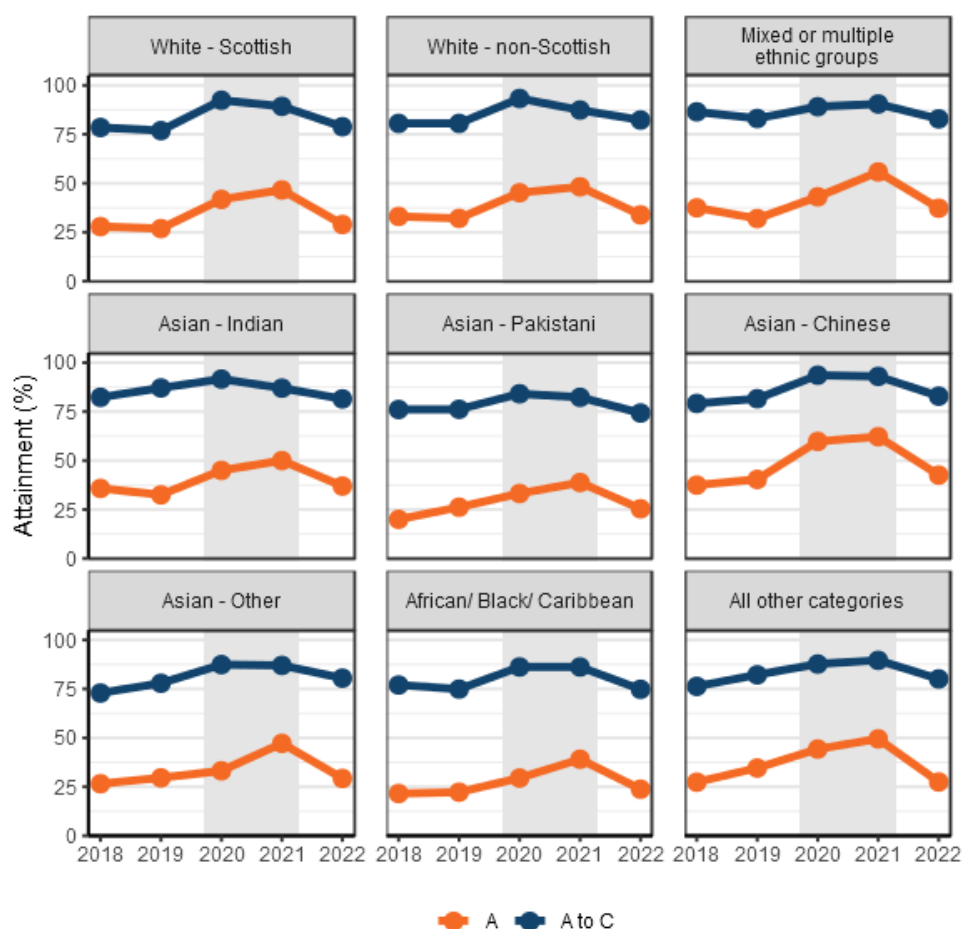 White - Scottish
White - non-Scottish
Mixed or multiple
ethnic groups
100
75
50
25
0
Asian - Indian
Asian - Pakistani
Asian - Chinese
100
75
50
25
0
Attainment (%)
Asian - Other
African/ Black/ Caribbean
All other categories
100
75
50
25
0
2018 2019 2020 2021 2022
2018 2019 2020 2021 2022
2018 2019 2020 2021 2022
A A to C